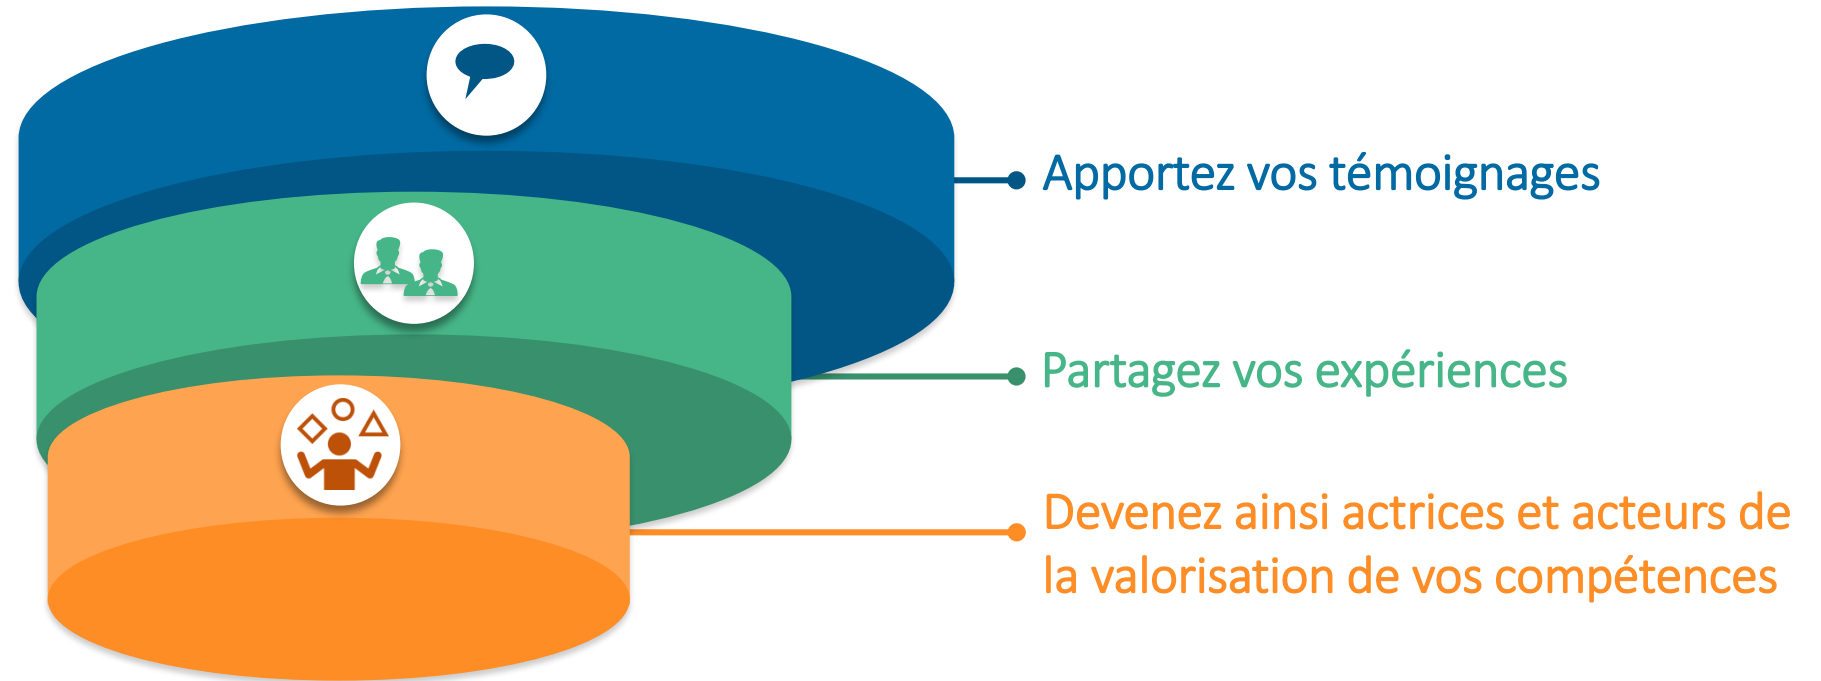 Apportez vos témoignages
Partagez vos expériences
Devenez ainsi actrices et acteurs de
la valorisation de vos compétences